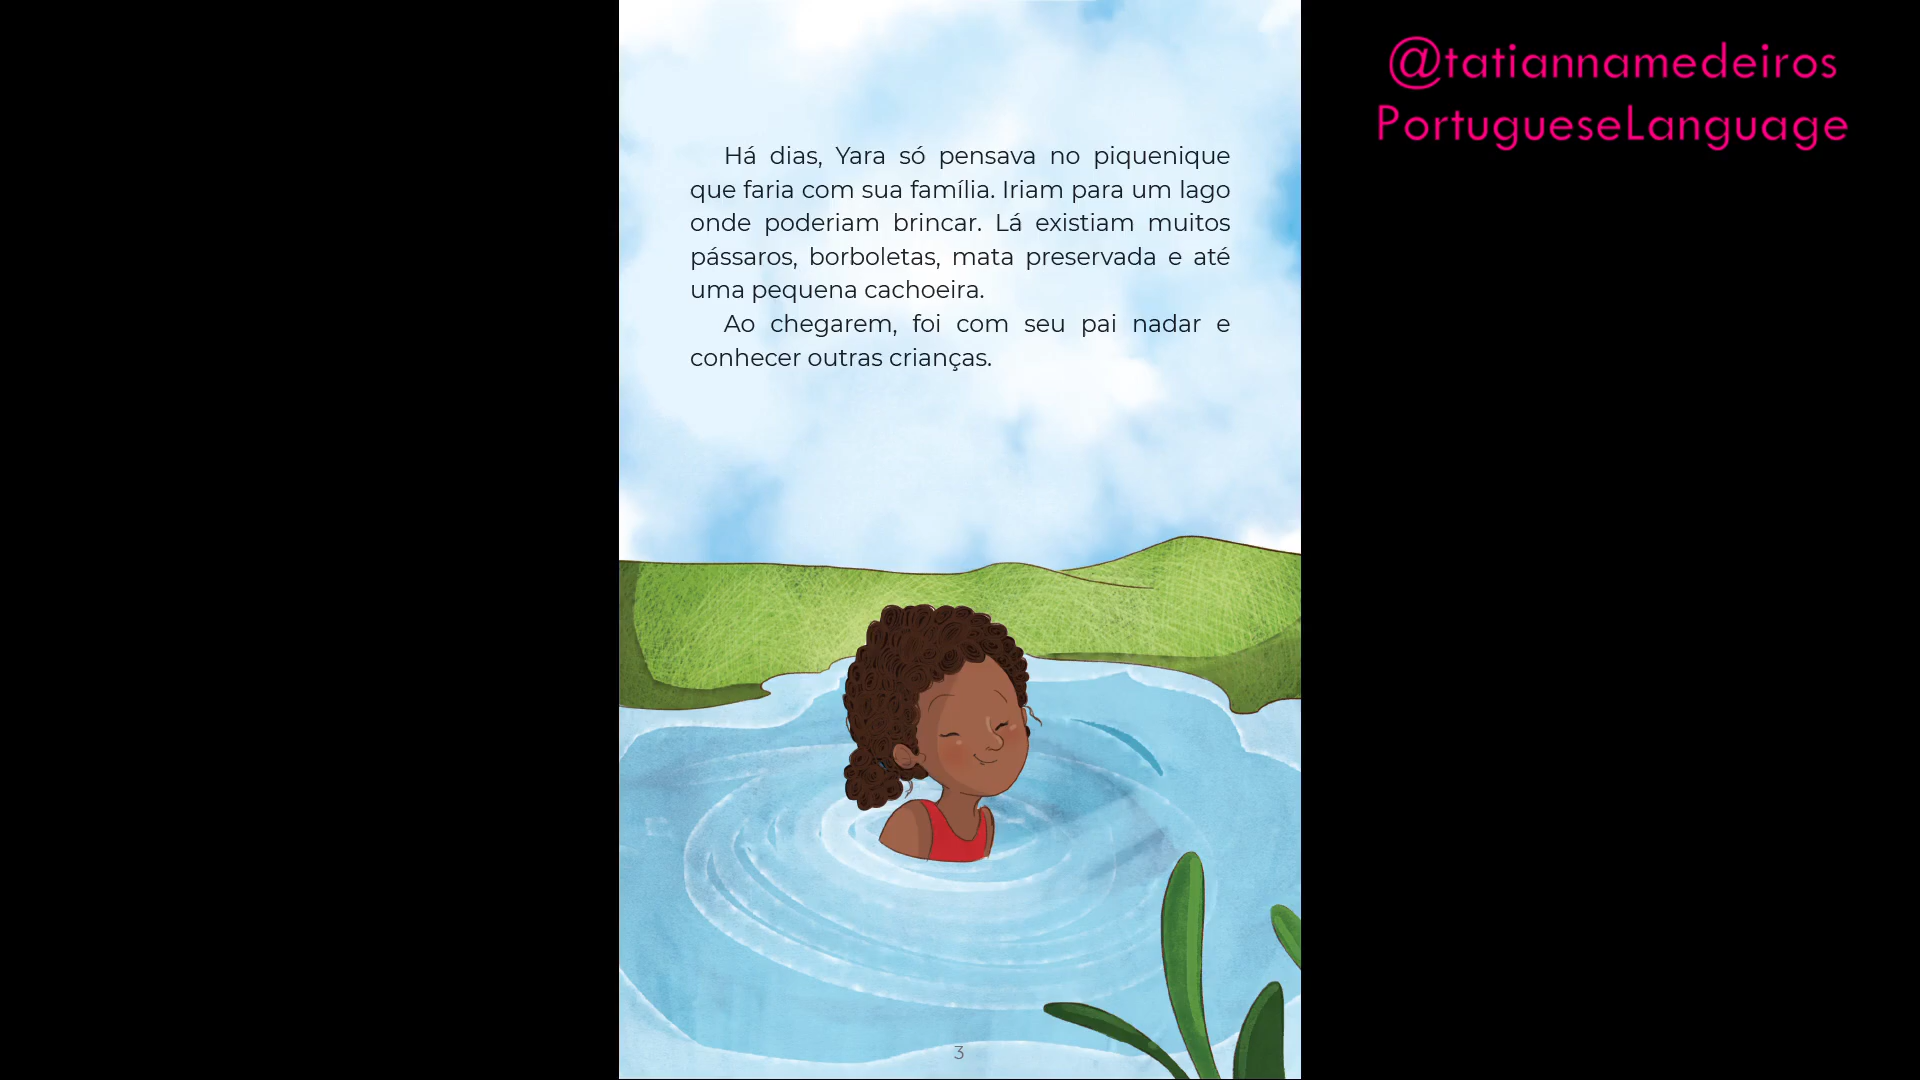 @tatiannamedeiros
PortugueseLanguage
Há dias, Yara só pensava no piquenique
que faria com sua família. Iriam para um lago
onde poderiam brincar. Lá existiam muitos
pássaros, borboletas, mata preservada e até
uma pequena cachoeira.
Ao chegarem, foi com seu pai nadar e
conhecer outras crianças.
3